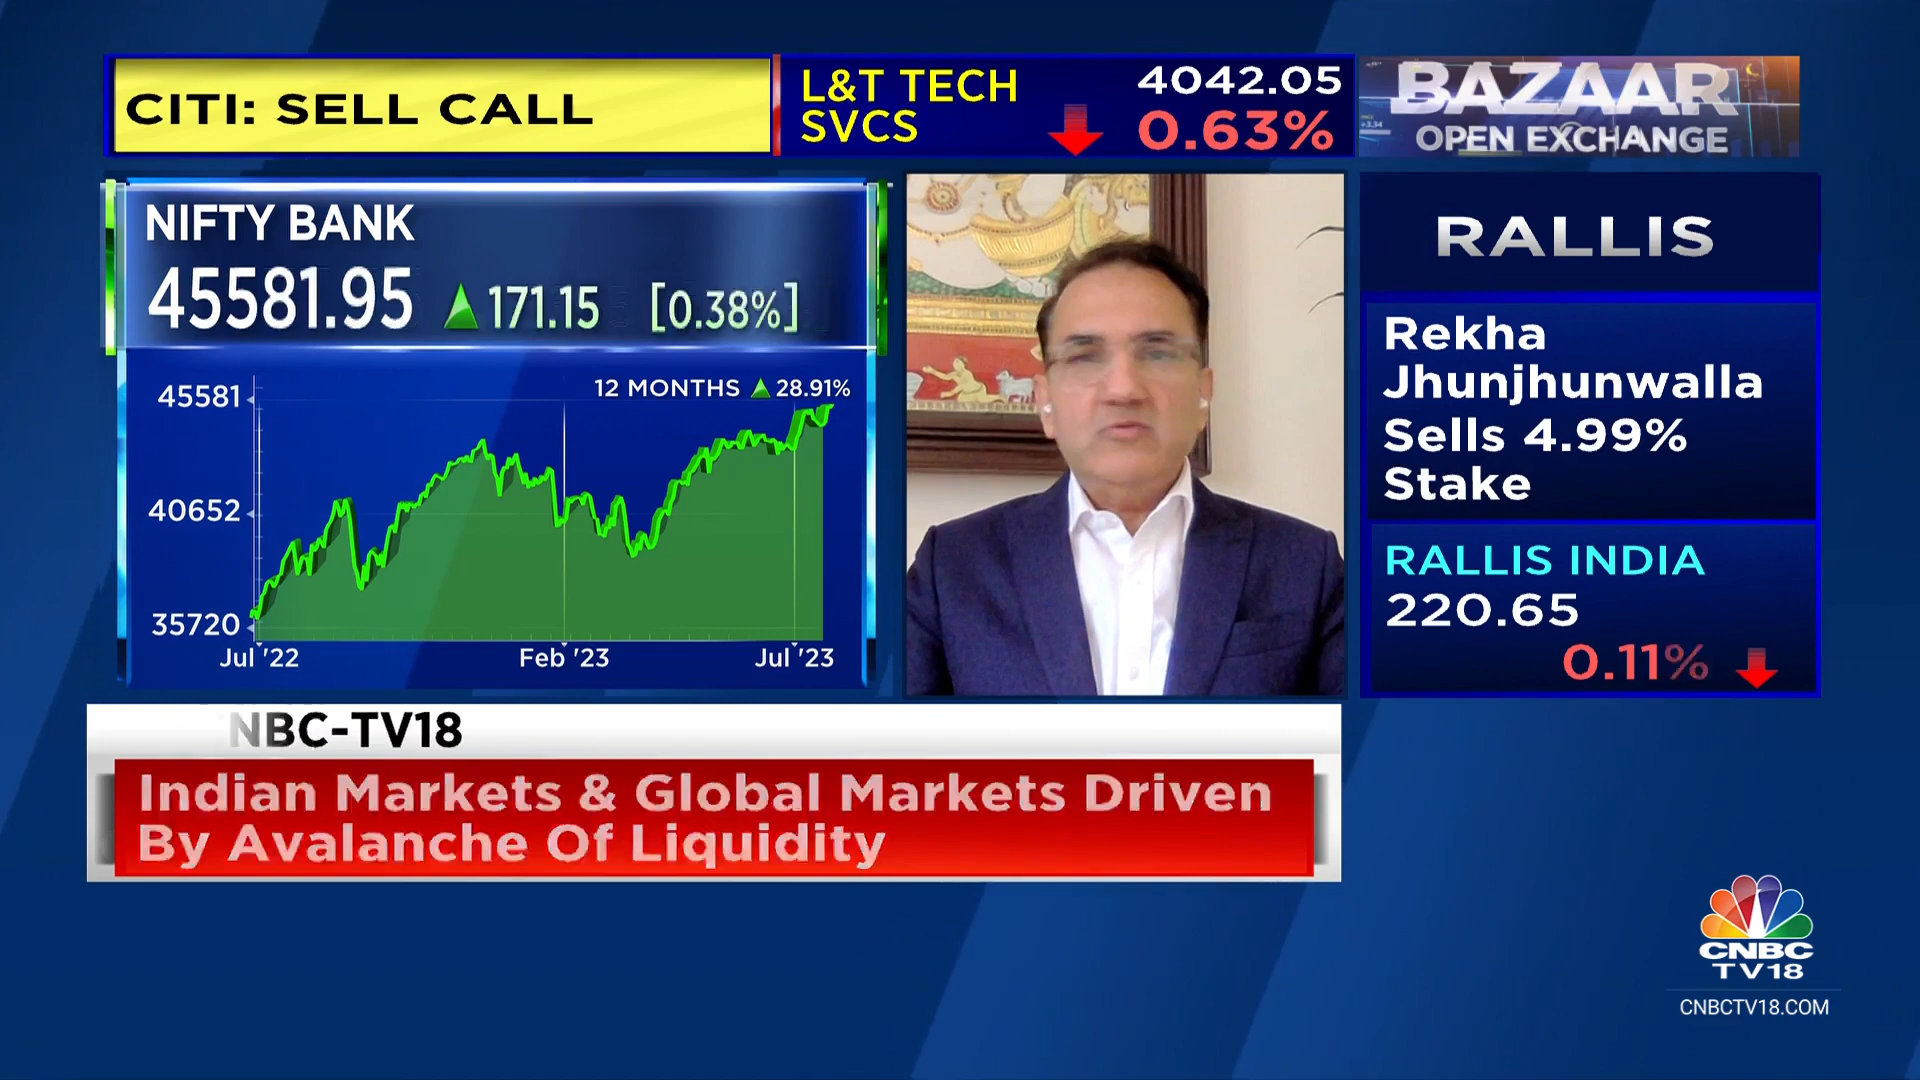 CITI: SELL CALL
L&T TECH
SVCS
4042.05
0.63%
BAZAAR
OPEN EXCHANGE
NIFTY BANK
45581.95 171.15 [0.38%]
12 MONTHS 28.91%
45581
40652
35720
Jul '22 Feb '23 Jul '23
RALLIS
Rekha
Jhunjhunwalla
Sells 4.99%
Stake
RALLIS INDIA
220.65
0.11%
NBC-TV18
Indian Markets & Global Markets Driven
By Avalanche Of Liquidity
CNBC
TV18
CNBCTV18.COM